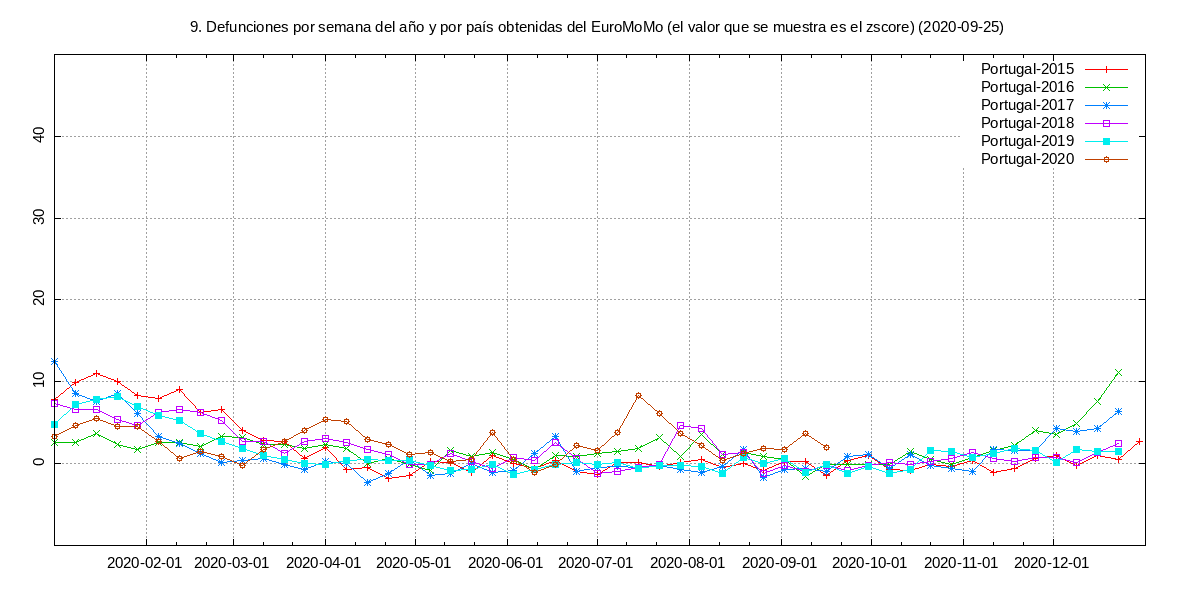 9. Defunciones por semana del año y por país obtenidas del EuroMoMo (el valor que se muestra es el zscore) (2020-09-25)
Portugal-2015
Portugal-2016
Portugal-2017
Portugal-2018
Portugal-2019
Portugal-2020
40
30
20
10
0
2020-02-01 2020-03-01 2020-04-01 2020-05-01 2020-06-01 2020-07-01 2020-08-01 2020-09-01 2020-10-01 2020-11-01 2020-12-01